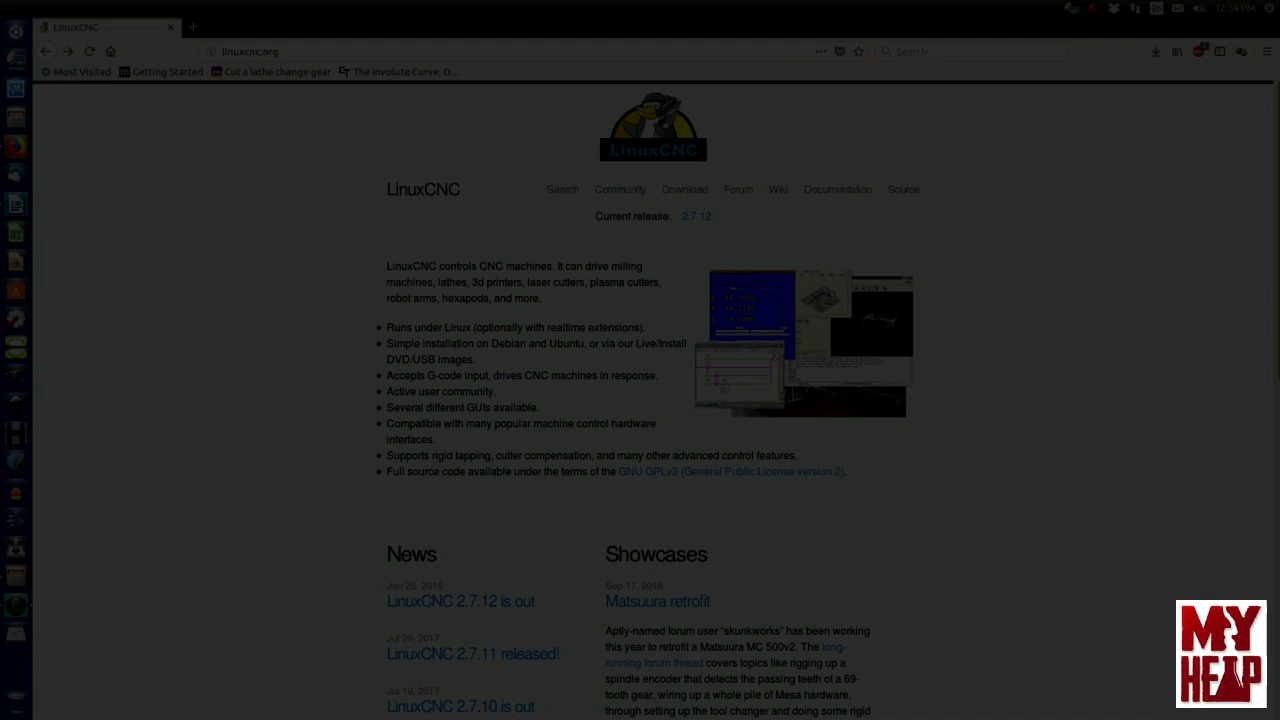 12:59 PM
En
LinuxCNC
linuxcnc.org
Search
Most Visited
Getting Started
Cut a lathe change gear
The Involute Curve, D...
LinuxCNC
LinuxCNC
Search Community Download Forum Wiki Documentation Source
Current release: 2.7.12
LinuxCNC controls CNC machines. It can drive milling
machines, lathes, 3d printers, laser cutters, plasma cutters,
robot arms, hexapods, and more.
Runs under Linux (optionally with realtime extensions).
Simple installation on Debian and Ubuntu, or via our Live/Install
DVD/USB images.
Accepts G-code input, drives CNC machines in response.
Active user community.
Several different GUIs available.
Compatible with many popular machine control hardware
interfaces.
Supports rigid tapping, cutter compensation, and many other advanced control features.
Full source code available under the terms of the GNU GPLv2 (General Public License version 2).
News
Jan 25, 2018
LinuxCNC 2.7.12 is out
Jul 28, 2017
LinuxCNC 2.7.11 released!
Jul 19, 2017
LinuxCNC 2.7.10 is out
Showcases
Sep 17, 2016
Matsuura retrofit
Aptly-named forum user “skunkworks” has been working
this year to retrofit a Matsuura MC 500v2. The long-
running forum thread covers topics like rigging up a
spindle encoder that detects the passing teeth of a 69-
tooth gear, wiring up a whole pile of Mesa hardware,
through setting up the tool changer and doing some rigid
MY
HEAP